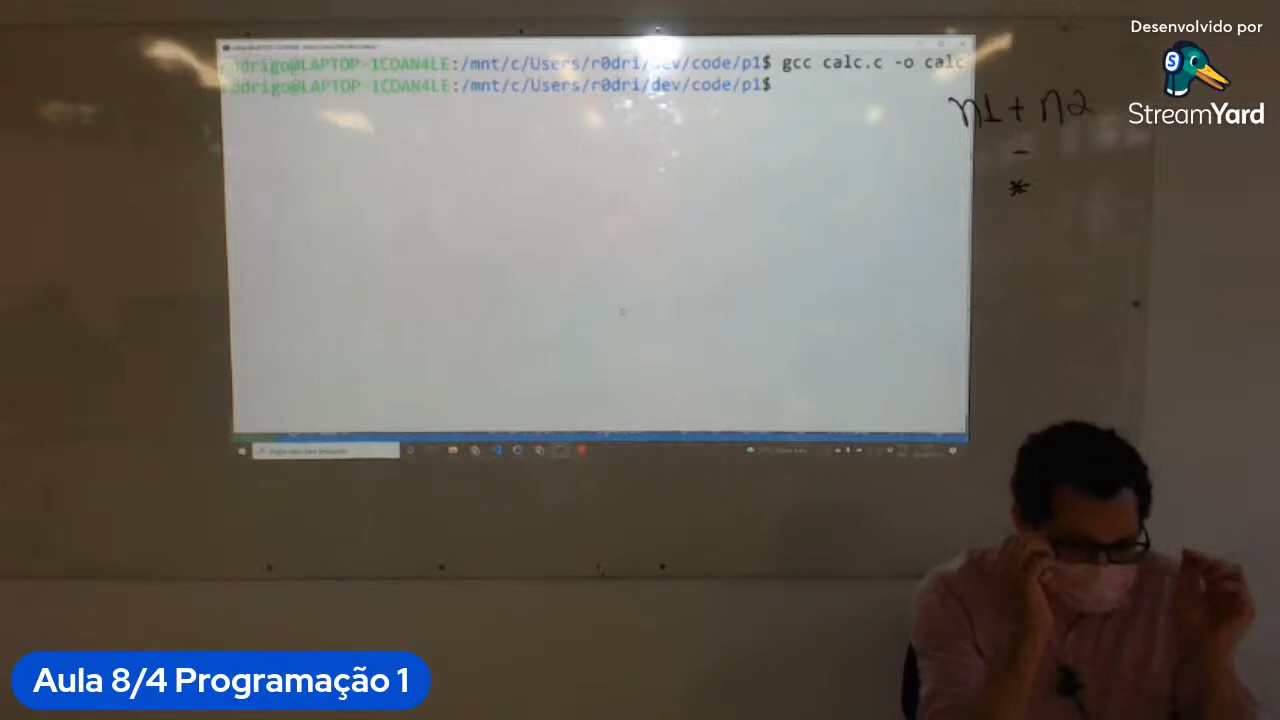 Desenvolvido por
StreamYard
rodrigo@LAPTOP-1CDAN4LE:/mnt/c/Users/r0dri/dev/code/p1$ gcc calc.c -o calc
rodrigo@LAPTOP-1CDAN4LE:/mnt/c/Users/r0dri/dev/code/p1$
n1 + n2
-
*
Aula 8/4 Programação 1